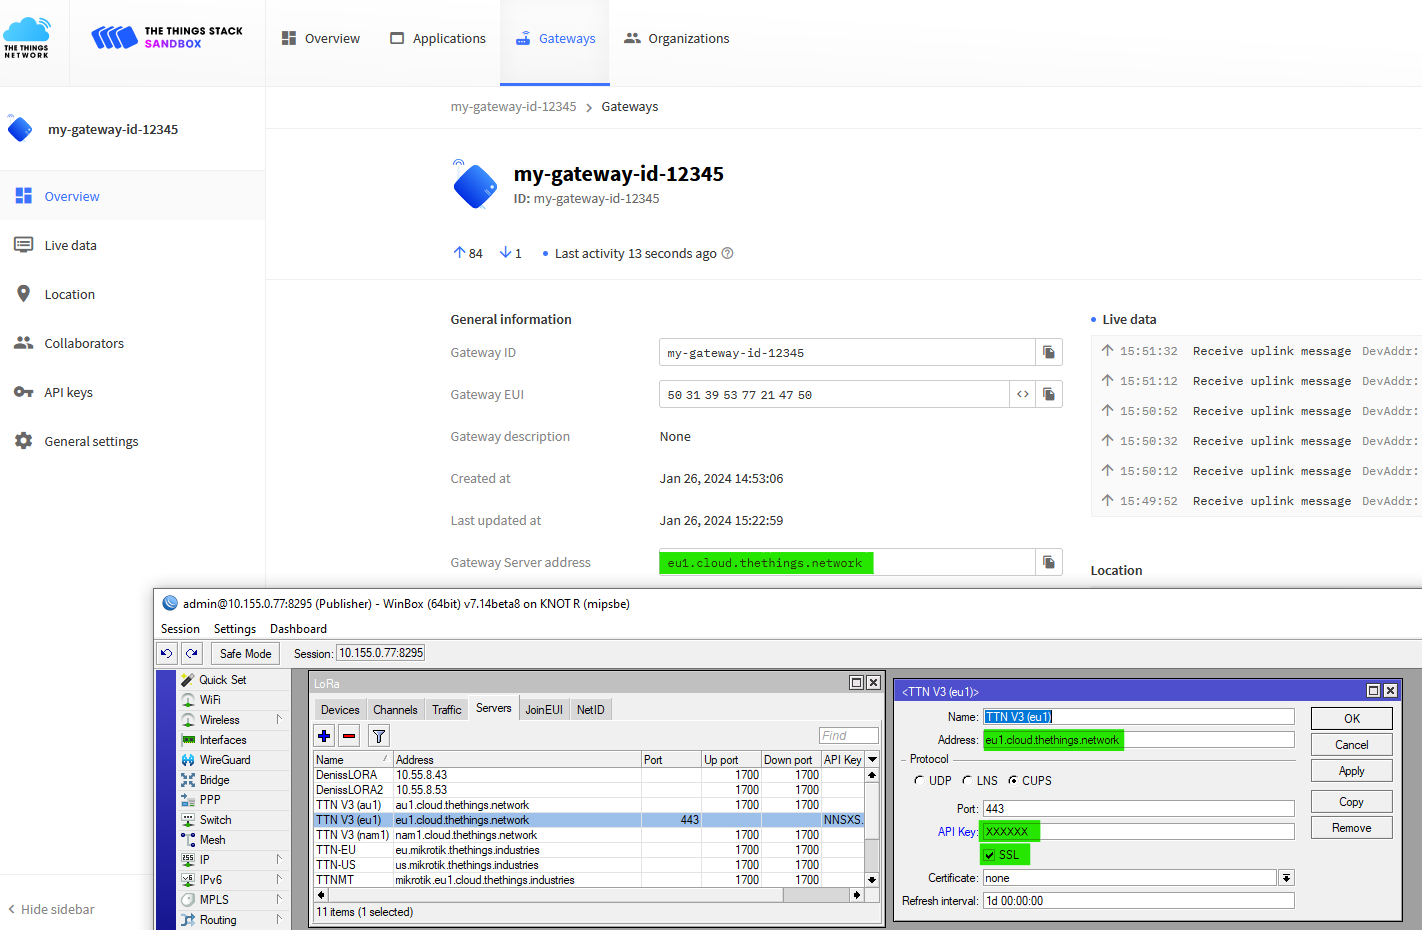 THE THINGS
NETWORK
THE THINGS STACK
SANDBOX
Overview
Applications
Gateways
Organizations
my-gateway-id-12345
Overview
Live data
Location
Collaborators
API keys
General settings
Hide sidebar
my-gateway-id-12345 Gateways
my-gateway-id-12345
ID: my-gateway-id-12345
84 1 • Last activity 13 seconds ago
General information
Gateway ID my-gateway-id-12345
Gateway EUI 50 31 39 53 77 21 47 50 <>
Gateway description None
Created at Jan 26, 2024 14:53:06
Last updated at Jan 26, 2024 15:22:59
Gateway Server address eu1.cloud.thethings.network
• Live data
15:51:32 Receive uplink message DevAddr:
15:51:12 Receive uplink message DevAddr:
15:50:52 Receive uplink message DevAddr:
15:50:32 Receive uplink message DevAddr:
15:50:12 Receive uplink message DevAddr:
15:49:52 Receive uplink message DevAddr:
Location
admin@10.155.0.77:8295 (Publisher) - WinBox (64bit) v7.14beta8 on KNOT R (mipsbe)
Session Settings Dashboard
Safe Mode Session: 10.155.0.77:8295
Quick Set
WiFi
Wireless
Interfaces
WireGuard
Bridge
PPP
Switch
Mesh
IP
IPv6
MPLS
Routing
LoRa
Devices Channels Traffic Servers JoinEUI NetID
Find
Name Address Port Up port Down port API Key
DenissLORA 10.55.8.43 1700 1700
DenissLORA2 10.55.8.53 1700 1700
TTN V3 (au1) au1.cloud.thethings.network 1700 1700
TTN V3 (eu1) eu1.cloud.thethings.network 443 NNSXS.
TTN V3 (nam1) nam1.cloud.thethings.network 1700 1700
TTN-EU eu.mikrotik.thethings.industries 1700 1700
TTN-US us.mikrotik.thethings.industries 1700 1700
TTNMT mikrotik.eu1.cloud.thethings.industries 1700 1700
11 items (1 selected)
<TTN V3 (eu1)>
Name: TTN V3 (eu1)
Address: eu1.cloud.thethings.network
Protocol
UDP LNS CUPS
Port: 443
API Key: XXXXXX
SSL
Certificate: none
Refresh interval: 1d 00:00:00
OK
Cancel
Apply
Copy
Remove